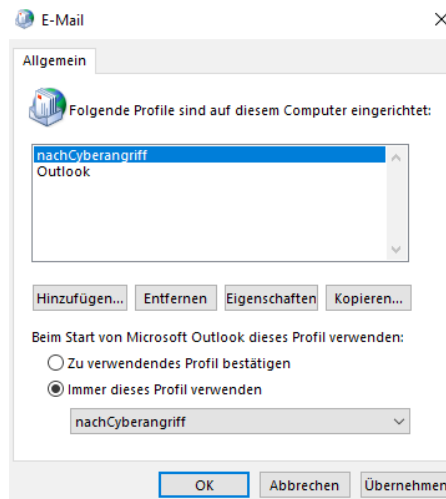 E-Mail
Allgemein
Folgende Profile sind auf diesem Computer eingerichtet:
nachCyberangriff
Outlook
Hinzufügen... Entfernen Eigenschaften Kopieren...
Beim Start von Microsoft Outlook dieses Profil verwenden:
Zu verwendendes Profil bestätigen
Immer dieses Profil verwenden
nachCyberangriff
OK Abbrechen Übernehmen